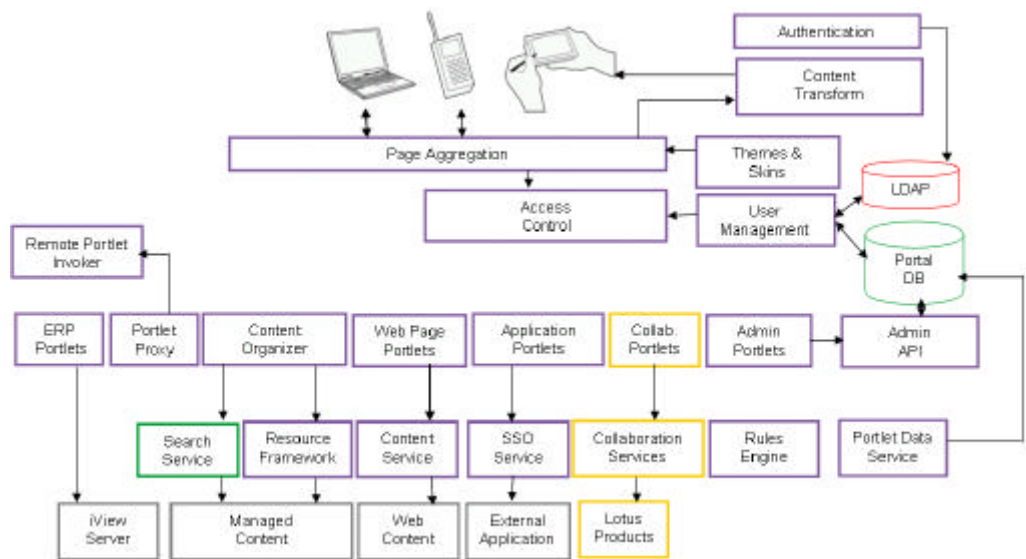 Authentication
Content
Transform
Page Aggregation
Themes &
Skins
LDAP
Access
Control
User
Management
Remote Portlet
Invoker
Portal
DB
ERP
Portlets
Portlet
Proxy
Content
Organizer
Web Page
Portlets
Application
Portlets
Collab.
Portlets
Admin
Portlets
Admin
API
Search
Service
Resource
Framework
Content
Service
SSO
Service
Collaboration
Services
Rules
Engine
Portlet Data
Service
iView
Server
Managed
Content
Web
Content
External
Application
Lotus
Products